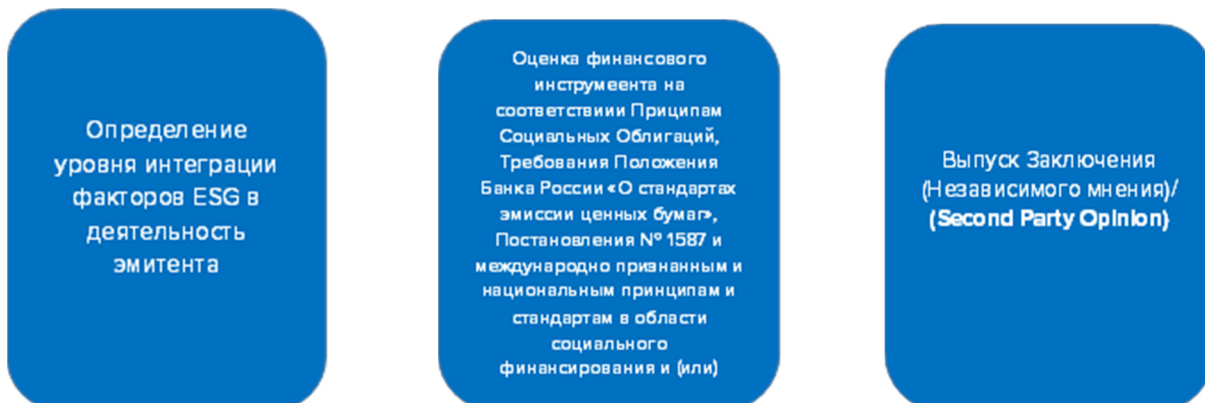 Определение
уровня интеграции
факторов ESG в
деятельность
эмитента
Оценка финансового
инструмеента на
соответствиии Приципам
Социальных Облигаций,
Требования Положения
Банка России «О стандартах
эмиссии ценных бумаг»,
Постановления № 1587 и
международно признанным и
национальным принципам и
стандартам в области
социального
финансирования и (или)
Выпуск Заключения
(Независимого мнения)/
(Second Party Opinion)